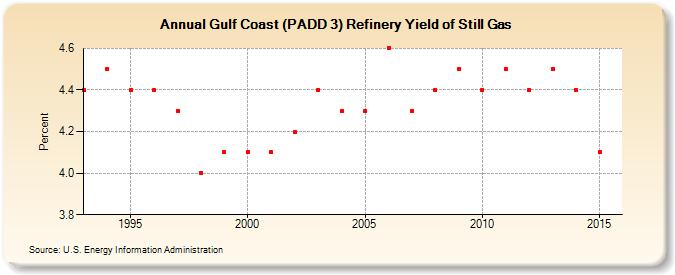 Annual Gulf Coast (PADD 3) Refinery Yield of Still Gas
Percent
4.6
4.4
4.2
4.0
3.8
1995 2000 2005 2010 2015
Source: U.S. Energy Information Administration